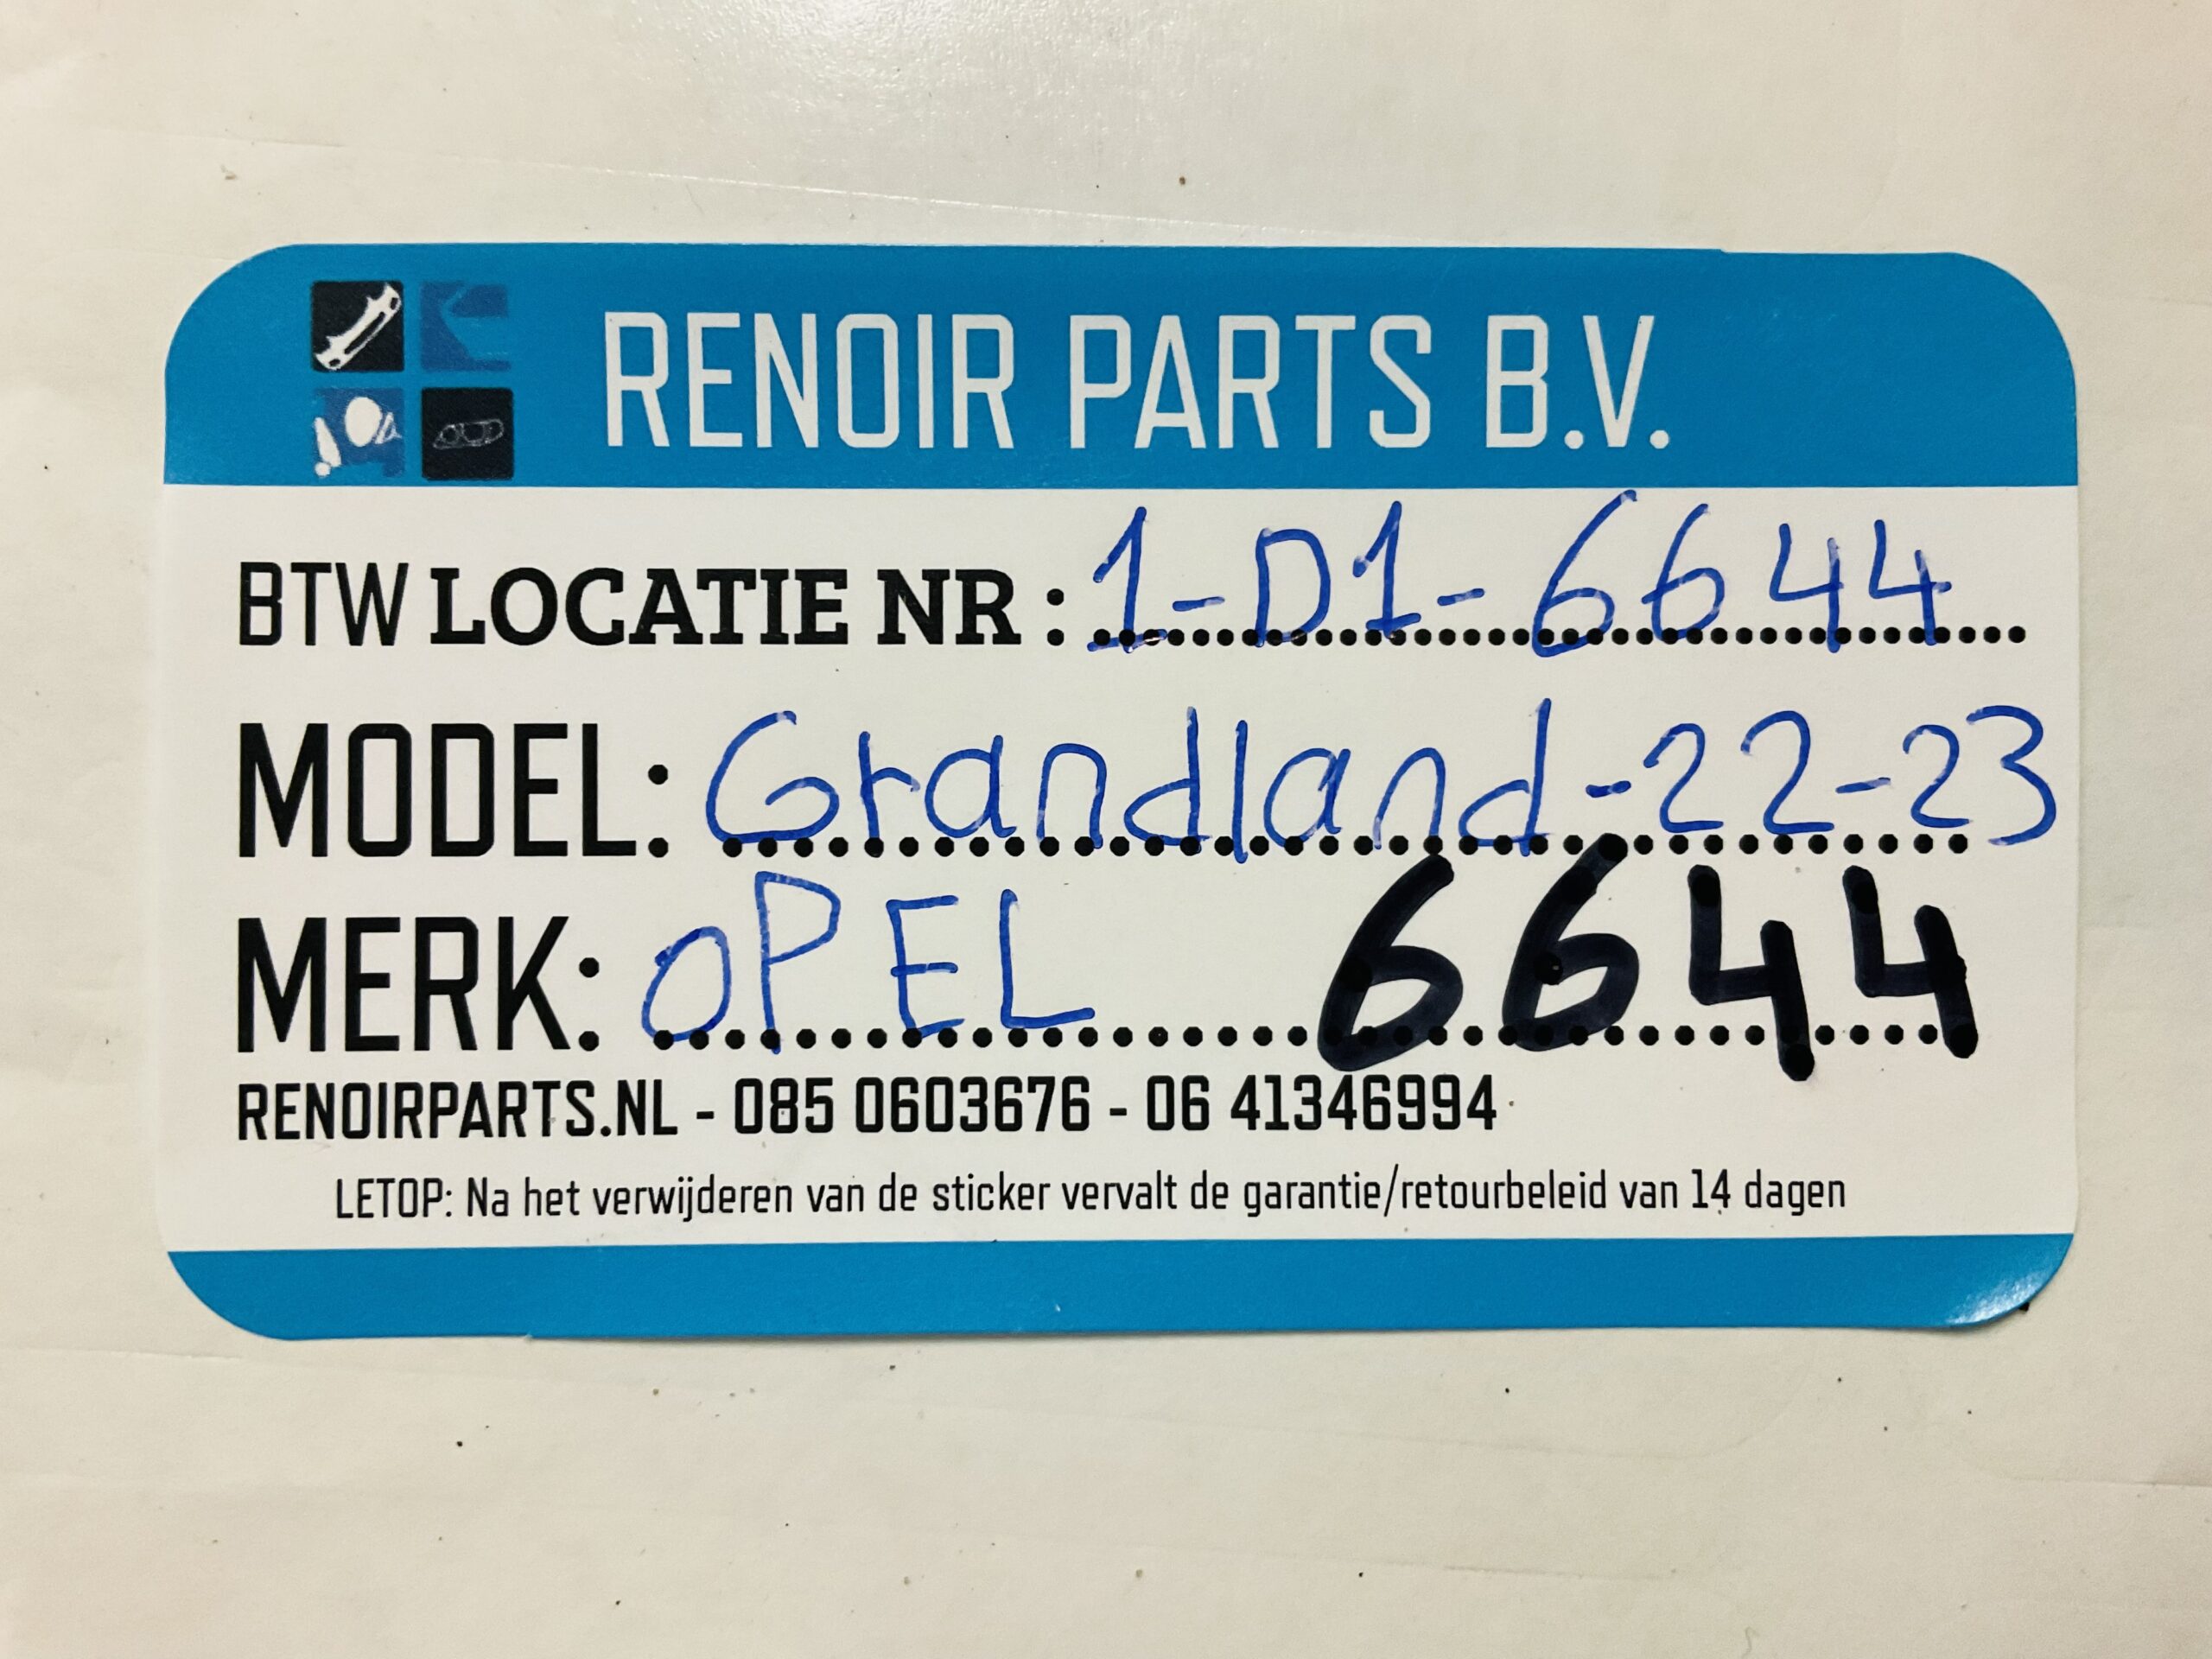 RENOIR PARTS B.V.
BTW LOCATIE NR : 1-D1-6644
MODEL: Grandland-22-23
MERK: OPEL 6644
RENOIRPARTS.NL - 085 0603676 - 06 41346994
LETOP: Na het verwijderen van de sticker vervalt de garantie/retourbeleid van 14 dagen